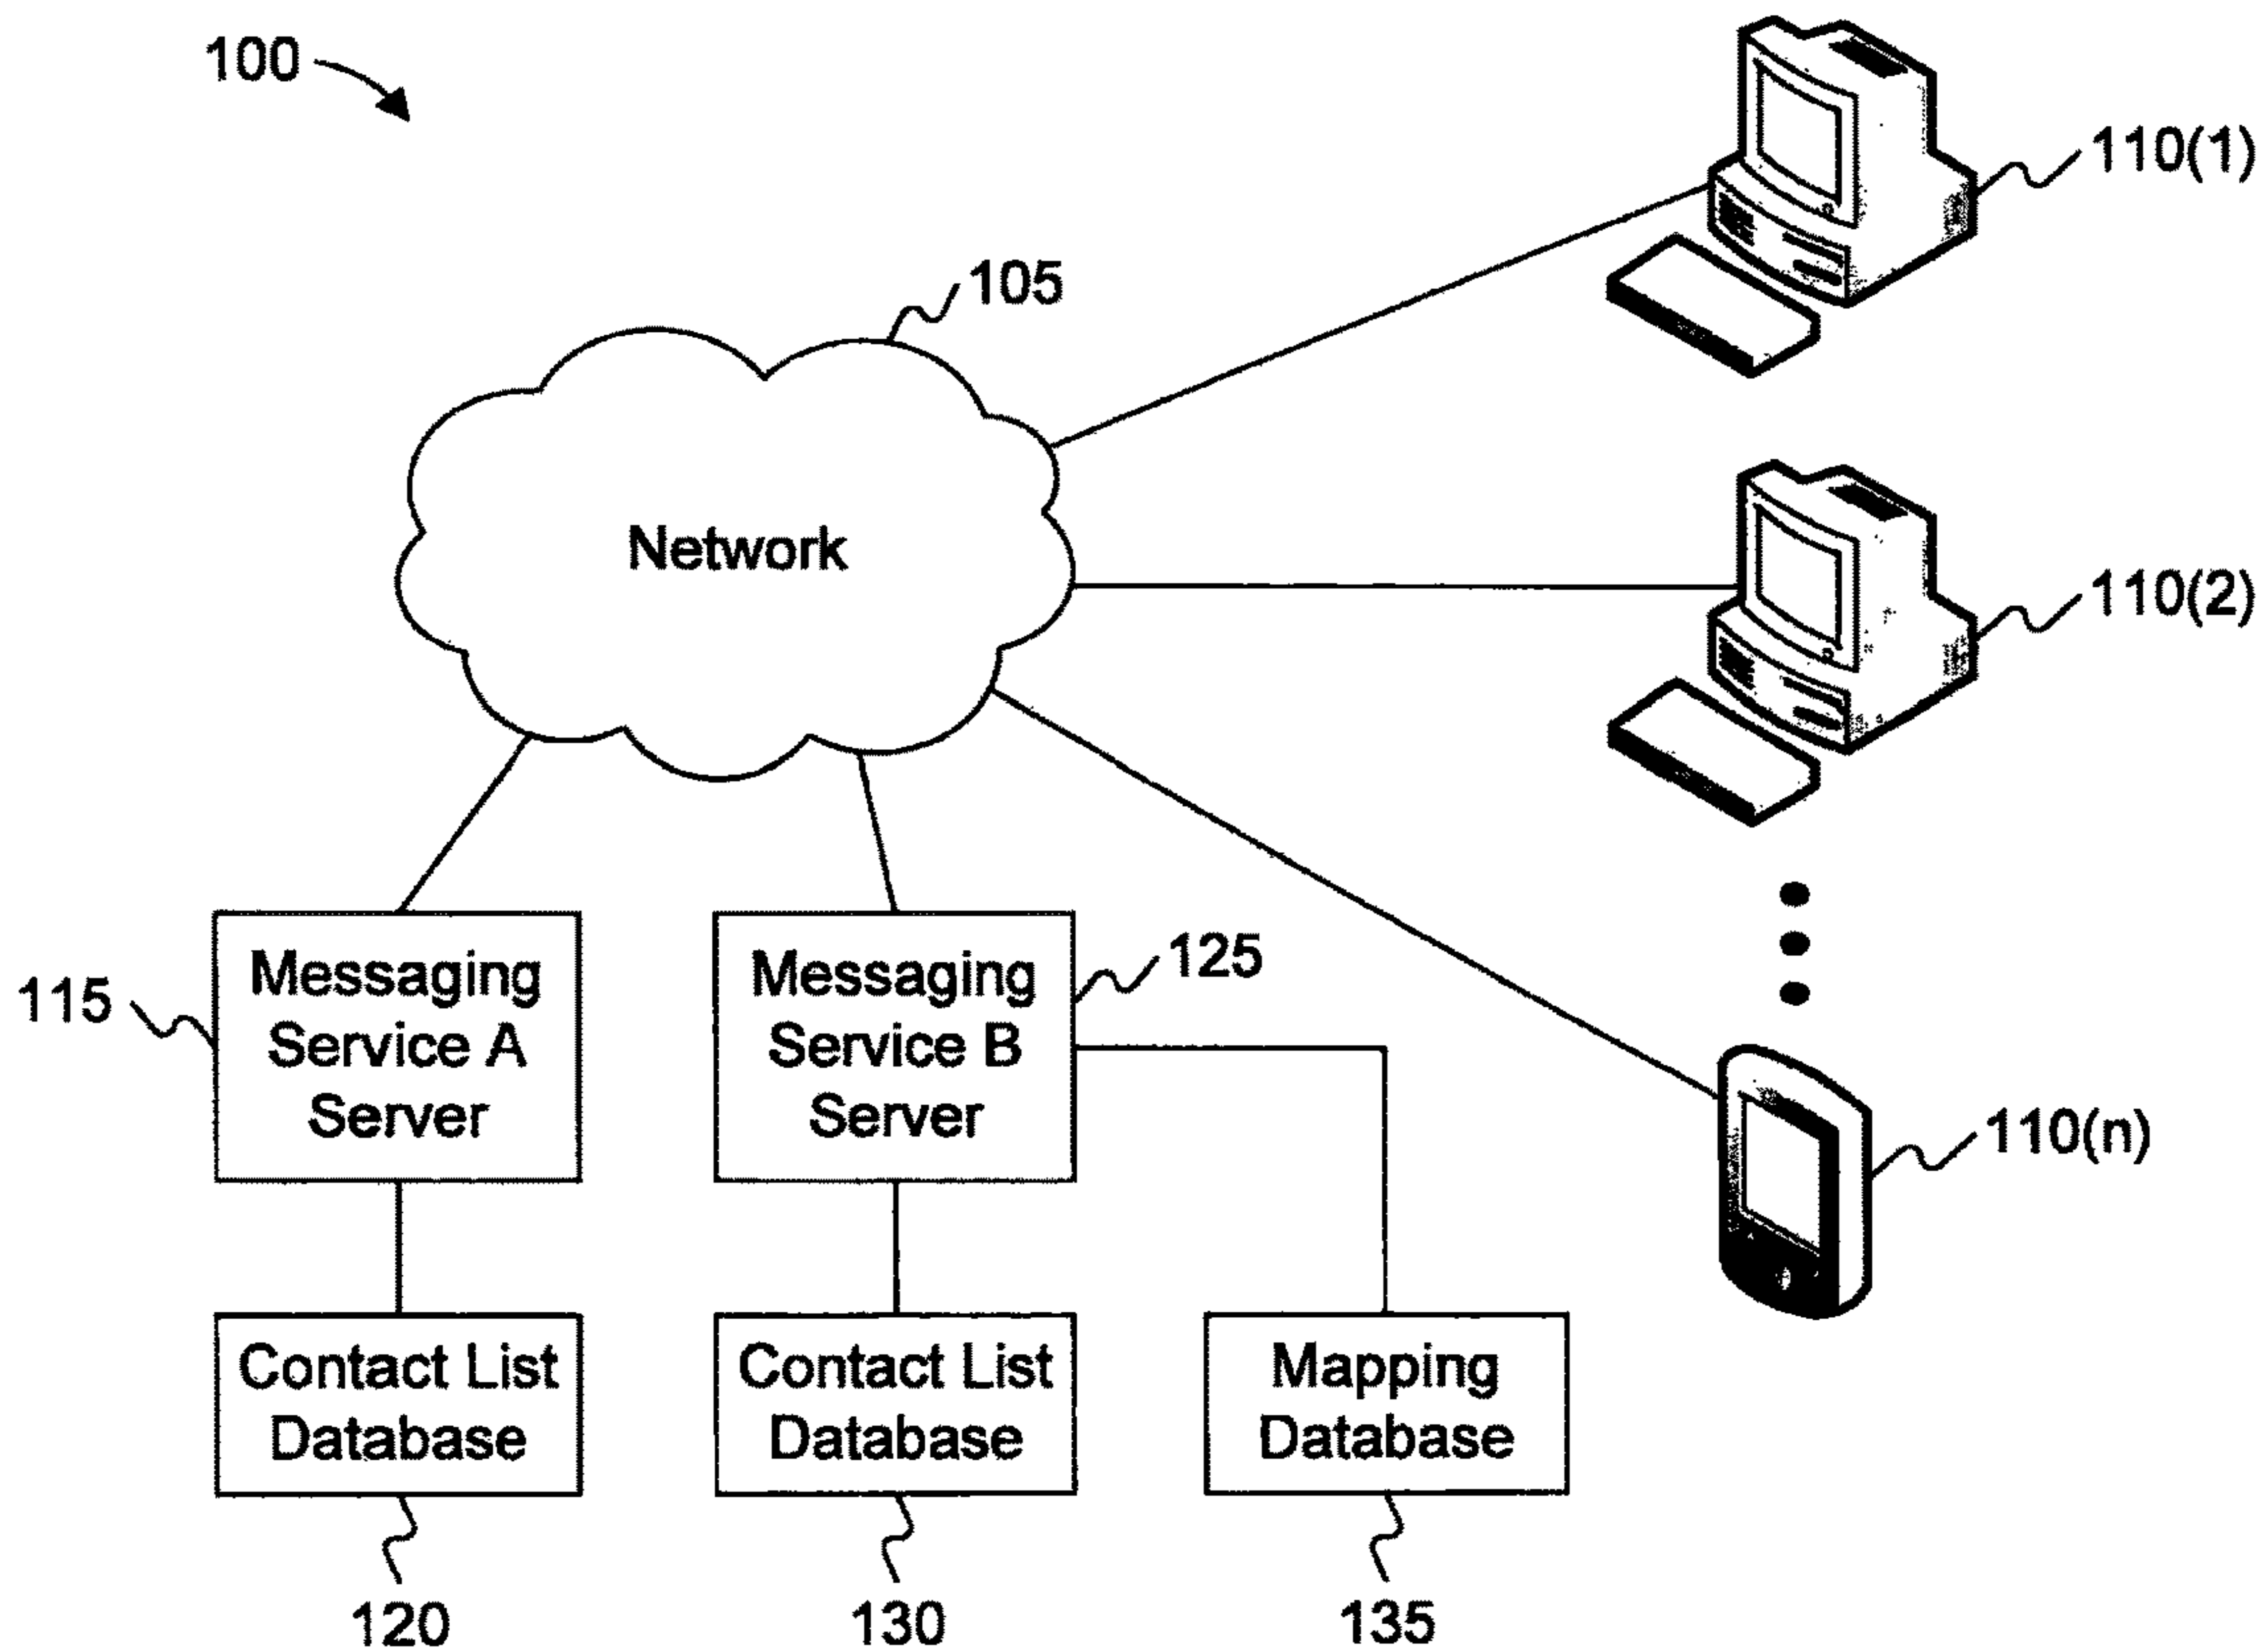 100
110(1)
105
Network
110(2)
Messaging
Service A
Server
115
Messaging
Service B
Server
125
110(n)
Contact List
Database
Contact List
Database
Mapping
Database
120
130
135